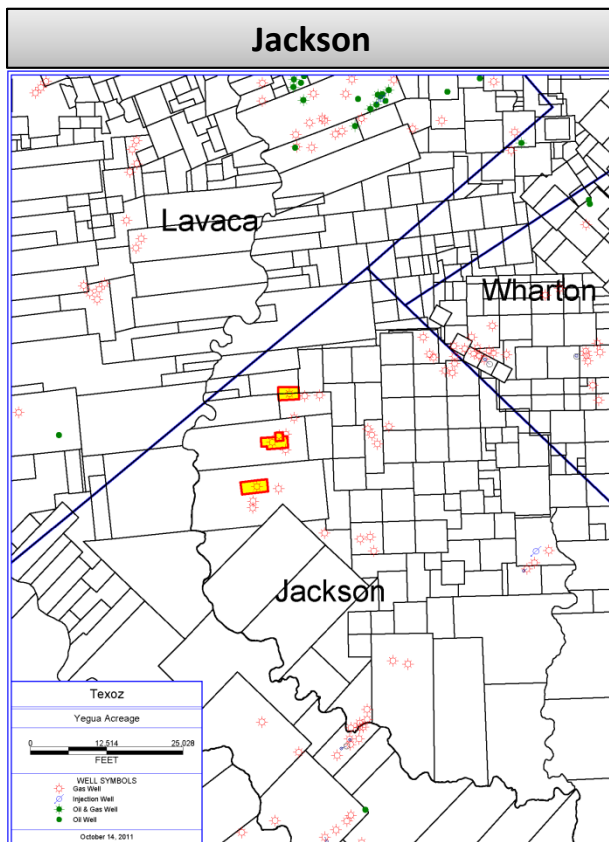 Jackson
Lavaca
Wharton
Jackson
Texoz
Yegua Acreage
0 12,514 25,028
FEET
WELL SYMBOLS
Gas Well
Injection Well
Oil & Gas Well
Oil Well
October 14, 2011